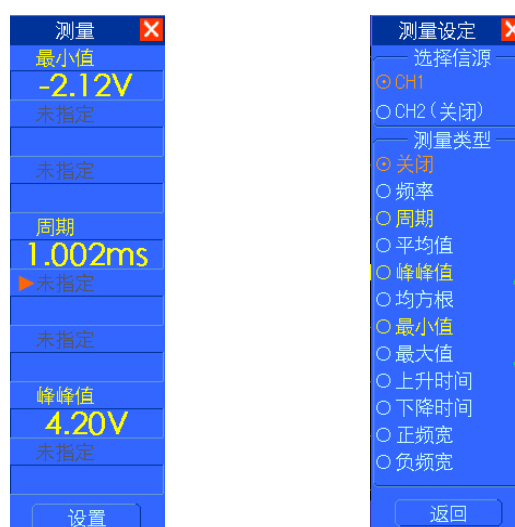 测量
最小值
-2.12V
未指定
未指定
周期
1.002ms
未指定
未指定
峰峰值
4.20V
未指定
设置
测量设定
选择信源
CH1
CH2(关闭)
测量类型
关闭
频率
周期
平均值
峰峰值
均方根
最小值
最大值
上升时间
下降时间
正频宽
负频宽
返回